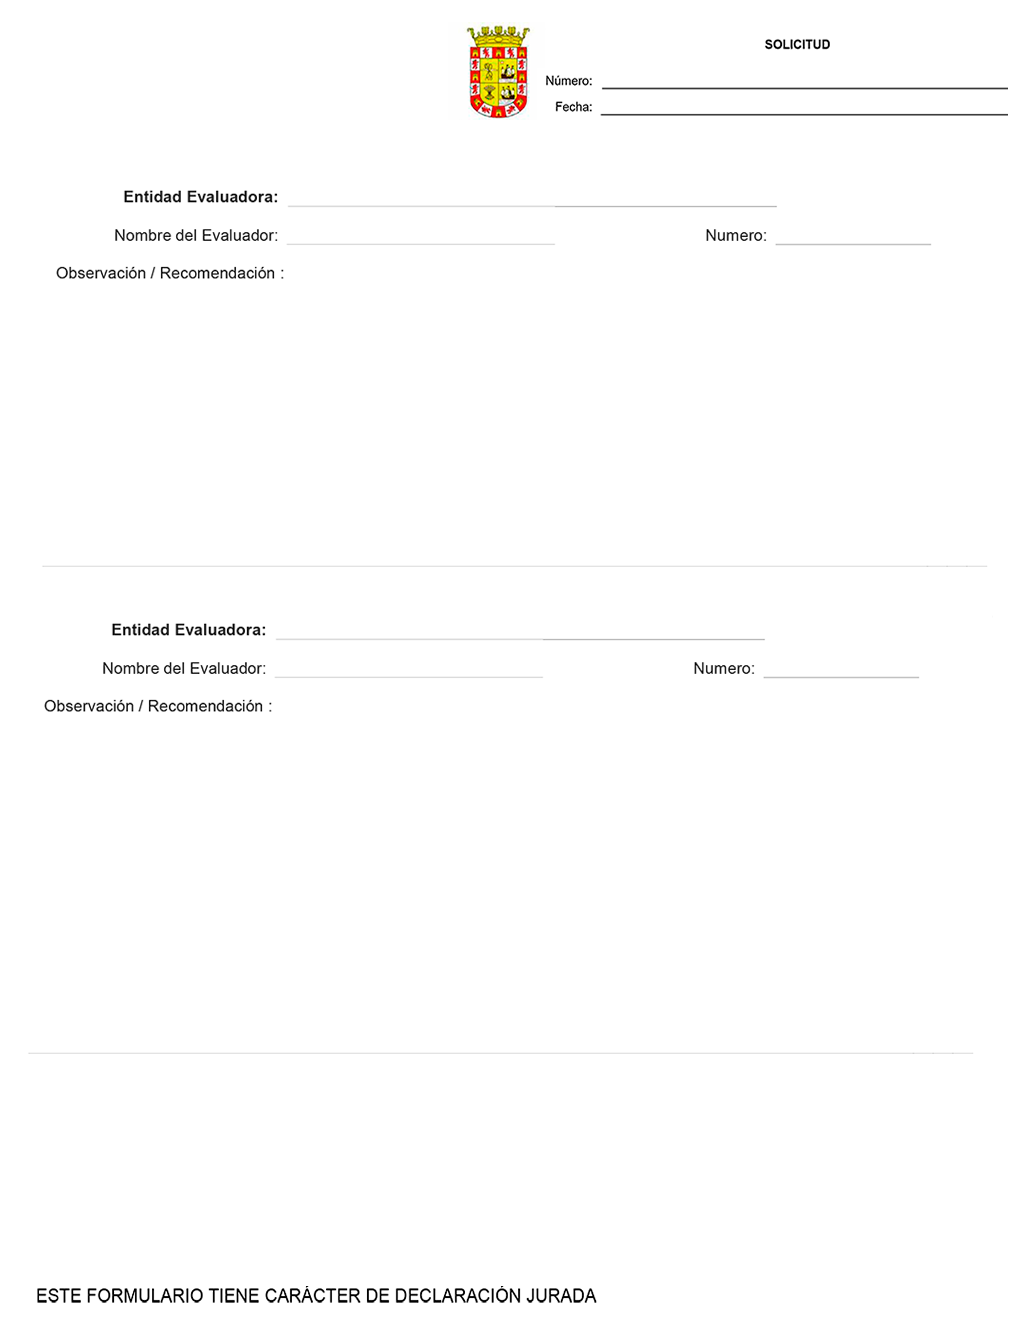 SOLICITUD
Número:
Fecha:
Entidad Evaluadora:
Nombre del Evaluador: Numero:
Observación / Recomendación :
Entidad Evaluadora:
Nombre del Evaluador: Numero:
Observación / Recomendación :
ESTE FORMULARIO TIENE CARÁCTER DE DECLARACIÓN JURADA